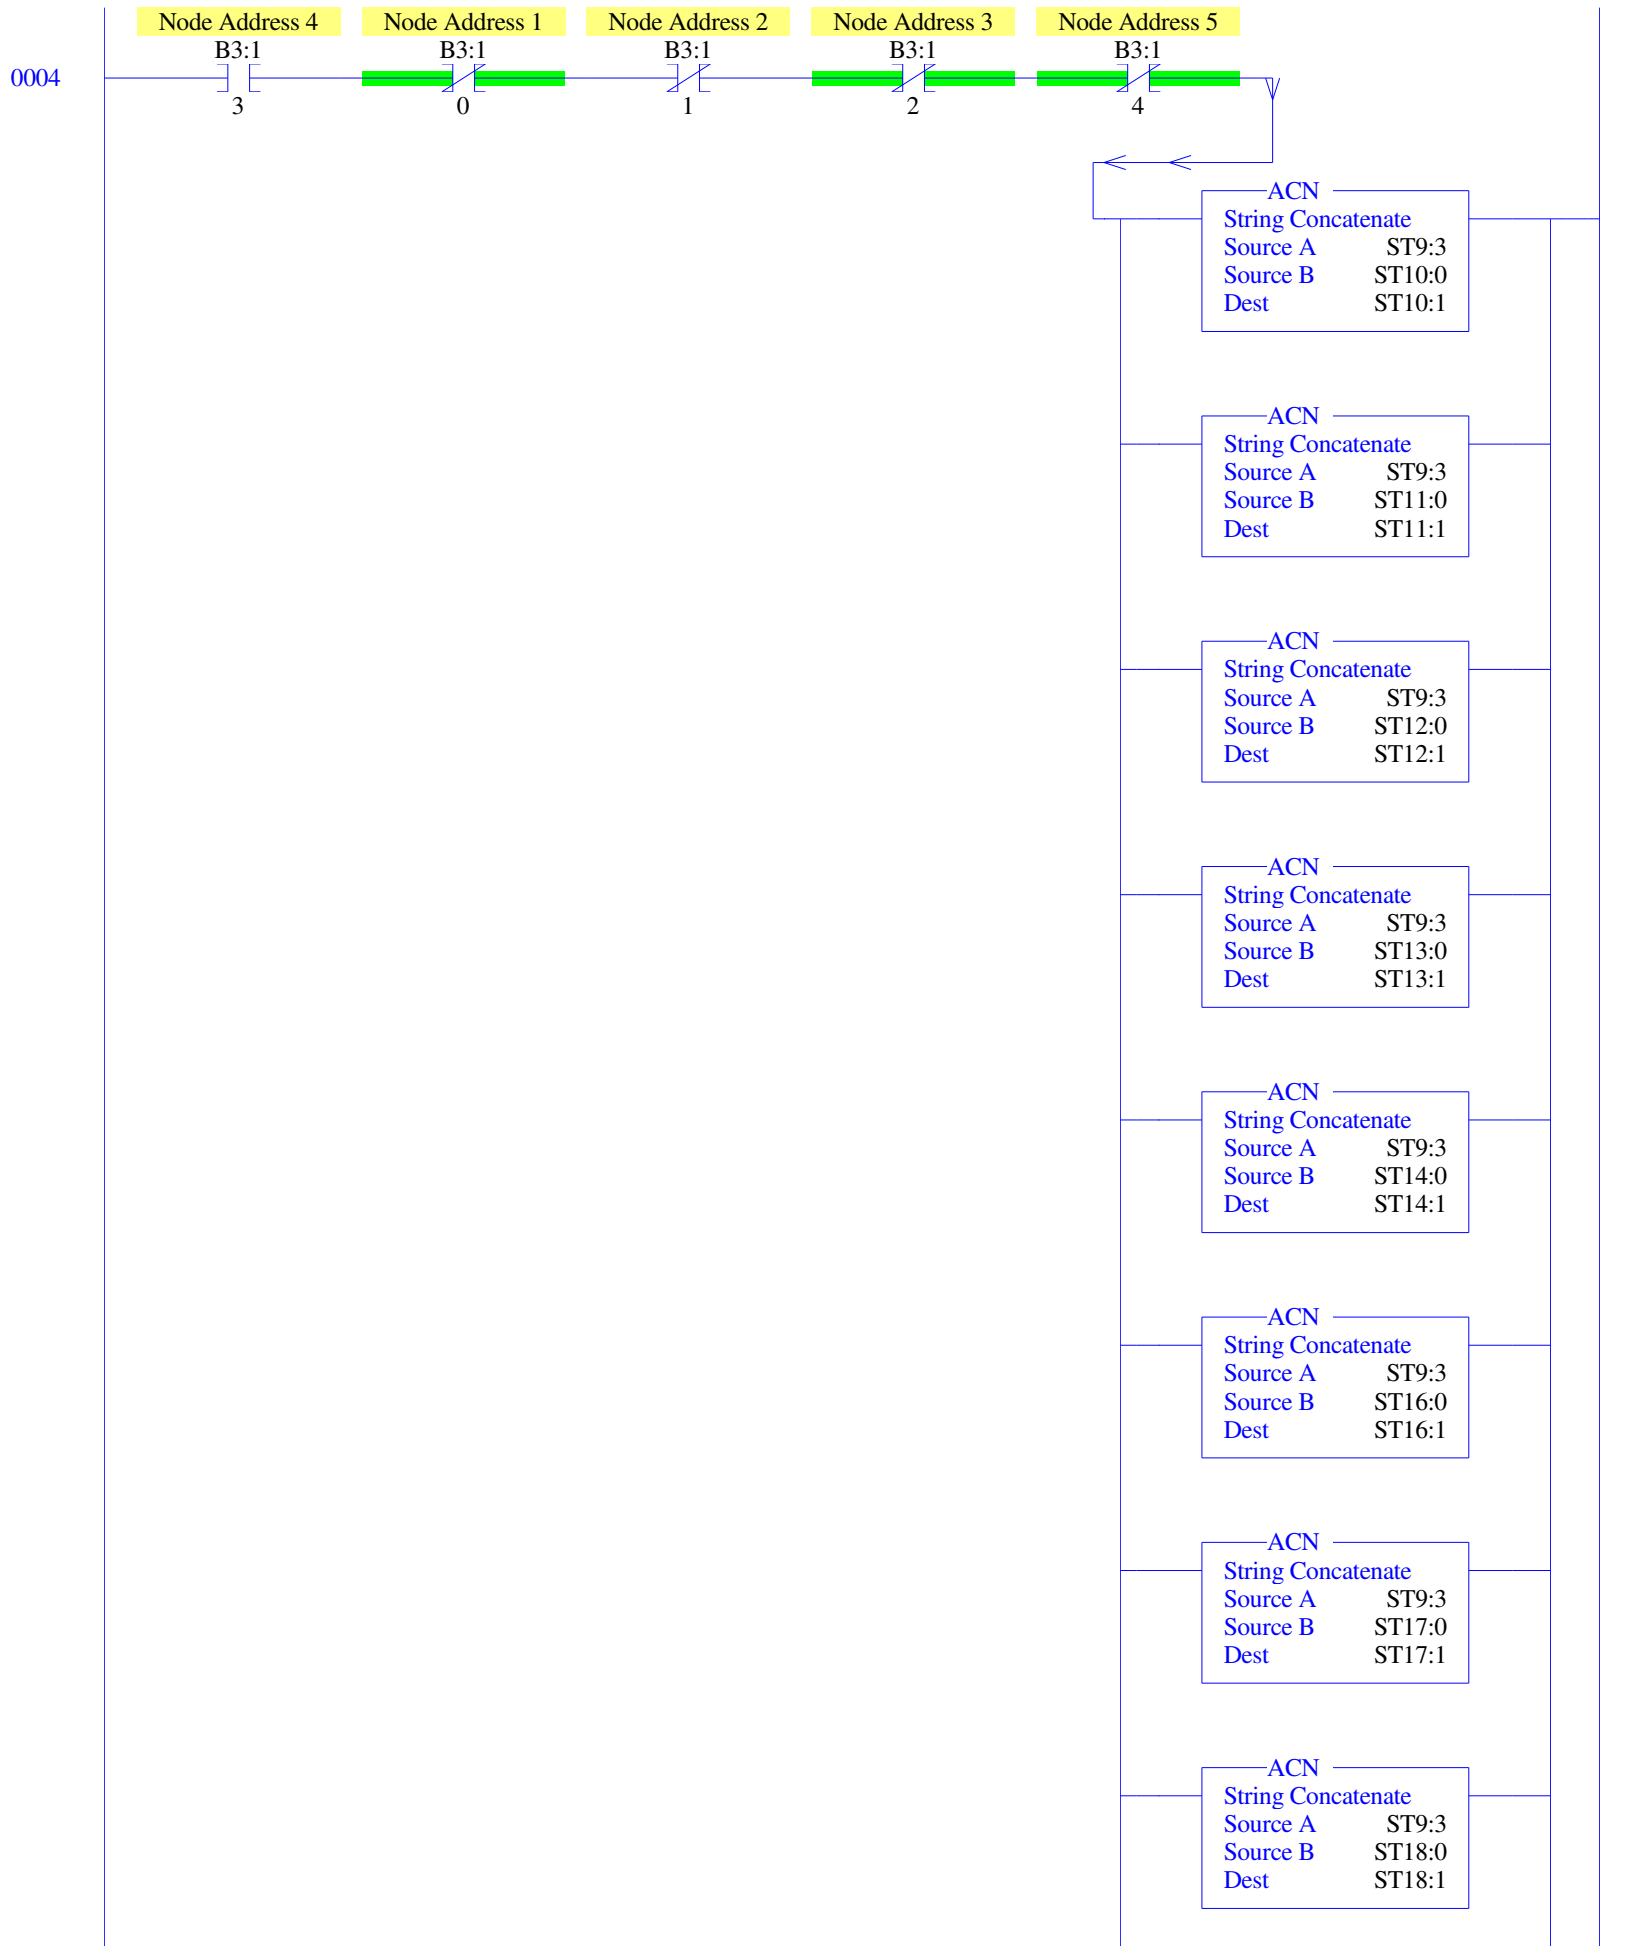 Node Address 4 Node Address 1 Node Address 2 Node Address 3 Node Address 5
B3:1 B3:1 B3:1 B3:1 B3:1
0004
3 0 1 2 4
ACN
String Concatenate
Source A ST9:3
Source B ST10:0
Dest ST10:1
ACN
String Concatenate
Source A ST9:3
Source B ST11:0
Dest ST11:1
ACN
String Concatenate
Source A ST9:3
Source B ST12:0
Dest ST12:1
ACN
String Concatenate
Source A ST9:3
Source B ST13:0
Dest ST13:1
ACN
String Concatenate
Source A ST9:3
Source B ST14:0
Dest ST14:1
ACN
String Concatenate
Source A ST9:3
Source B ST16:0
Dest ST16:1
ACN
String Concatenate
Source A ST9:3
Source B ST17:0
Dest ST17:1
ACN
String Concatenate
Source A ST9:3
Source B ST18:0
Dest ST18:1